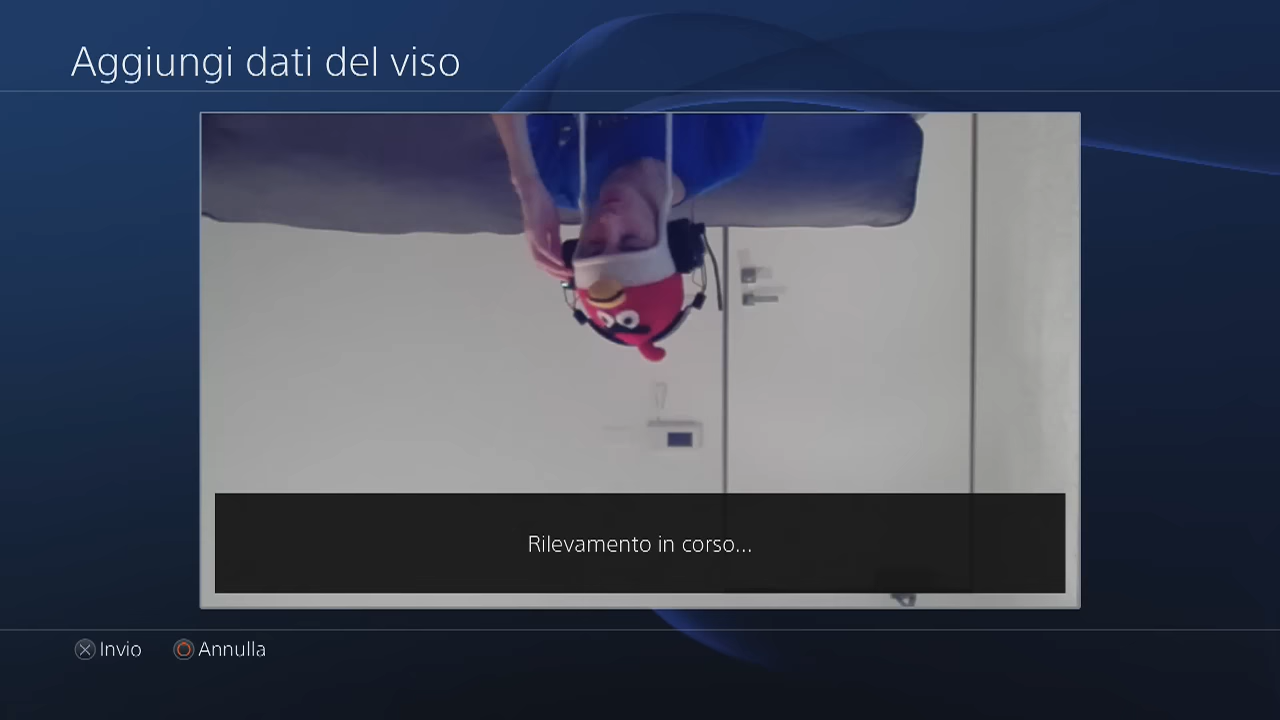 Aggiungi dati del viso
Rilevamento in corso...
Invio
Annulla